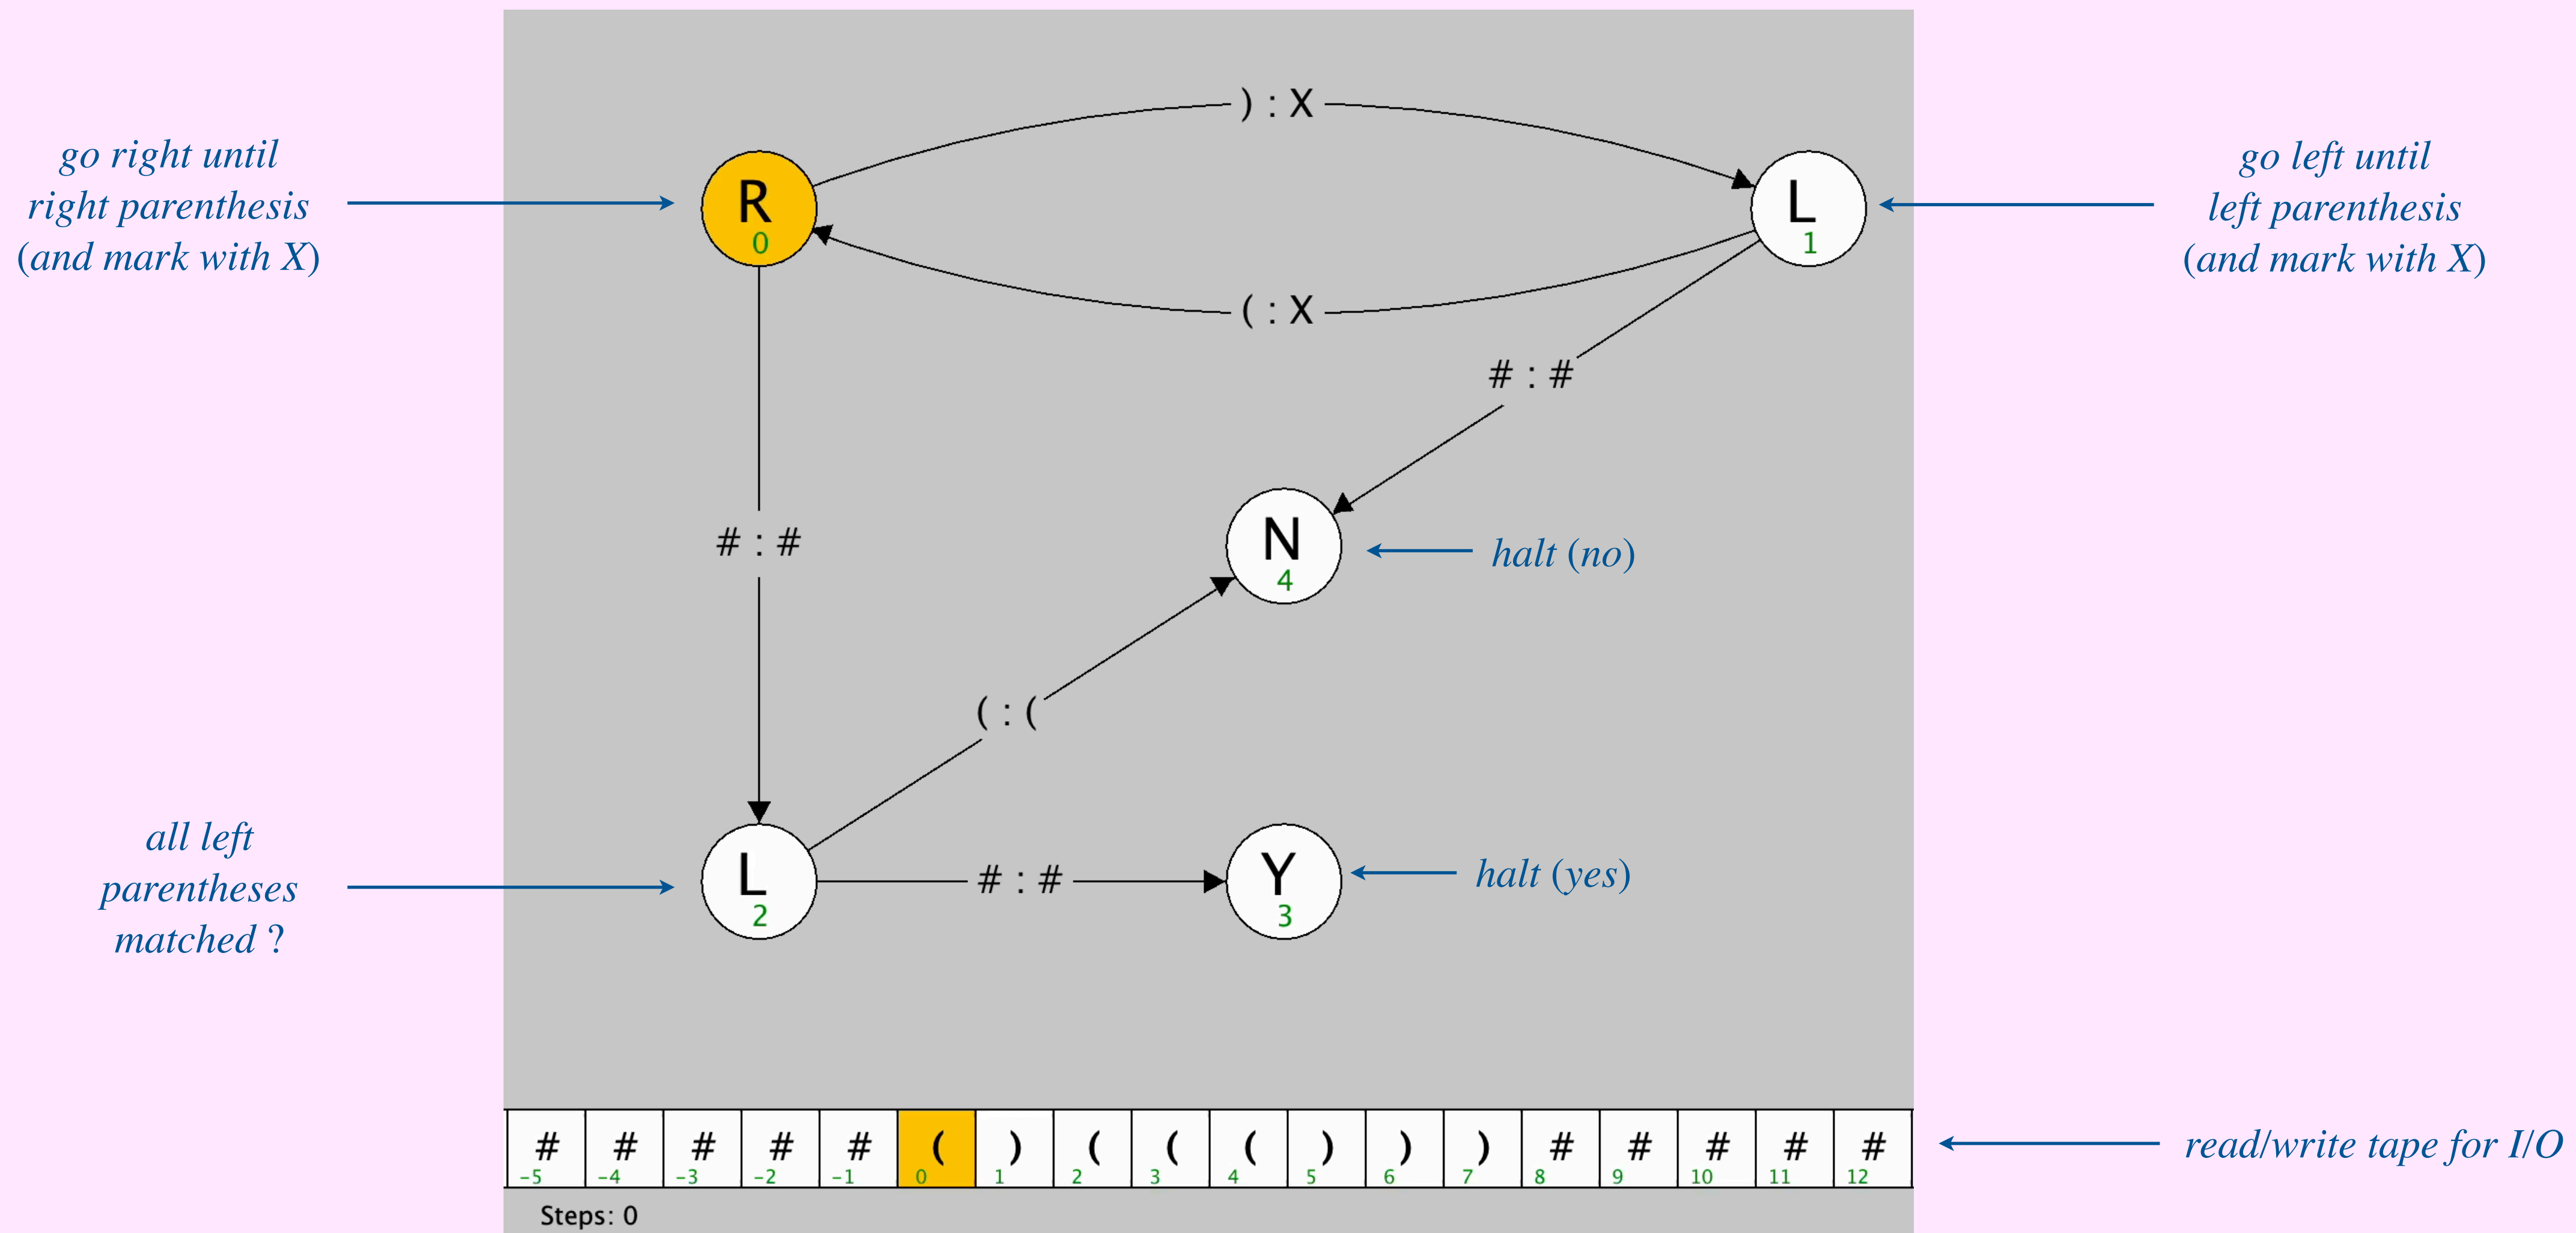 ) : X
go right until
right parenthesis
(and mark with X)
R
0
L
1
go left until
left parenthesis
(and mark with X)
( : X
# : #
# : #
N
4
halt (no)
( : (
all left
parentheses
matched ?
L
2
# : #
Y
3
halt (yes)
# # # # # ( ) ( ( ( ) ) ) # # # # #
-5 -4 -3 -2 -1 0 1 2 3 4 5 6 7 8 9 10 11 12
read/write tape for I/O
Steps: 0